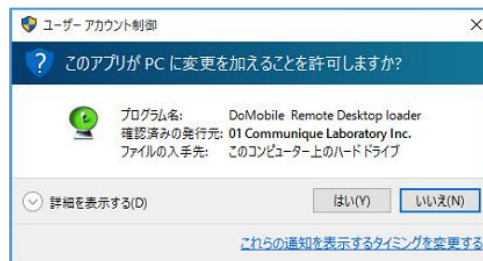 ユーザー アカウント制御
このアプリが PC に変更を加えることを許可しますか?
プログラム名: DoMobile Remote Desktop loader
確認済みの発行元: 01 Communique Laboratory Inc.
ファイルの入手先: このコンピューター上のハード ドライブ
詳細を表示する(D)
はい(Y) いいえ(N)
これらの通知を表示するタイミングを変更する